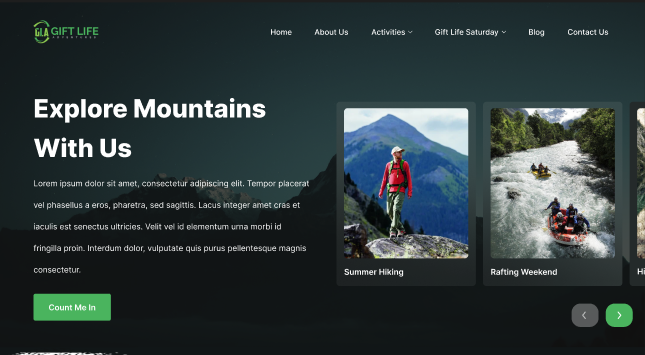 GLA GIFT LIFE
ADVENTURES
Home About Us Activities Gift Life Saturday Blog Contact Us
Explore Mountains
With Us
Lorem ipsum dolor sit amet, consectetur adipiscing elit. Tempor placerat
vel phasellus a eros, pharetra, sed sagittis. Lacus integer amet cras et
iaculis est senectus ultricies. Velit vel id elementum urna morbi id
fringilla proin. Interdum dolor, vulputate quis purus pellentesque magnis
consectetur.
Count Me In
Summer Hiking
Rafting Weekend
Hi